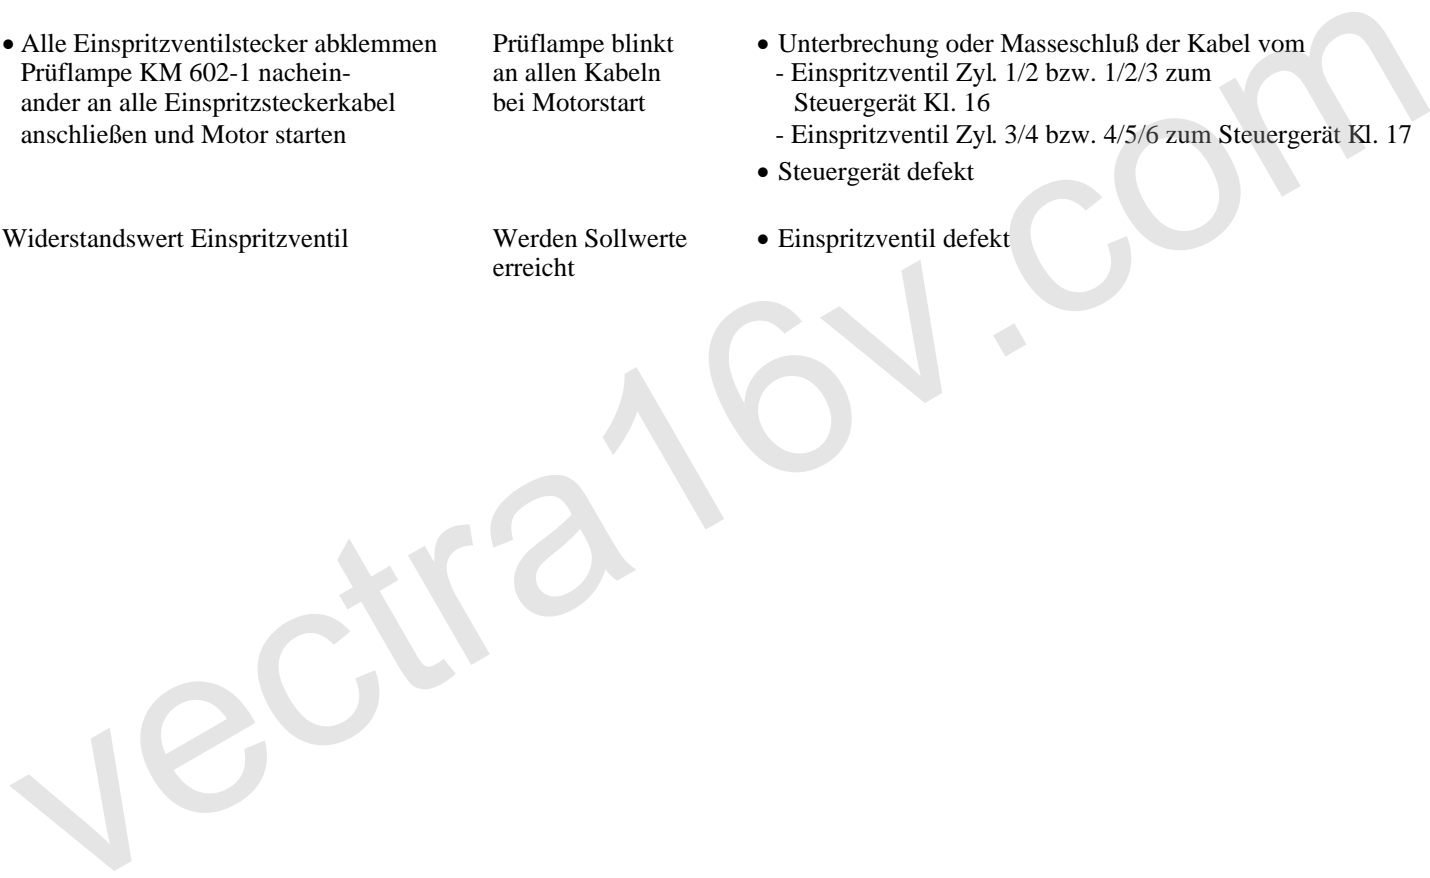 • Alle Einspritzventilstecker abklemmen
Prüflampe KM 602-1 nachein-
ander an alle Einspritzsteckerkabel
anschließen und Motor starten
Prüflampe blinkt
an allen Kabeln
bei Motorstart
• Unterbrechung oder Masseschluß der Kabel vom
- Einspritzventil Zyl. 1/2 bzw. 1/2/3 zum
Steuergerät Kl. 16
- Einspritzventil Zyl. 3/4 bzw. 4/5/6 zum Steuergerät Kl. 17
• Steuergerät defekt
Widerstandswert Einspritzventil
Werden Sollwerte
erreicht
• Einspritzventil defekt
vectra16v.com